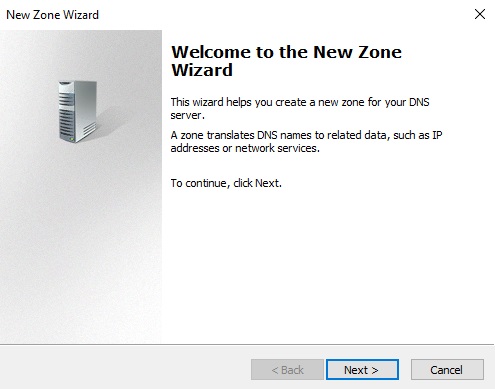 New Zone Wizard
Welcome to the New Zone
Wizard
This wizard helps you create a new zone for your DNS
server.
A zone translates DNS names to related data, such as IP
addresses or network services.
To continue, click Next.
< Back
Next >
Cancel